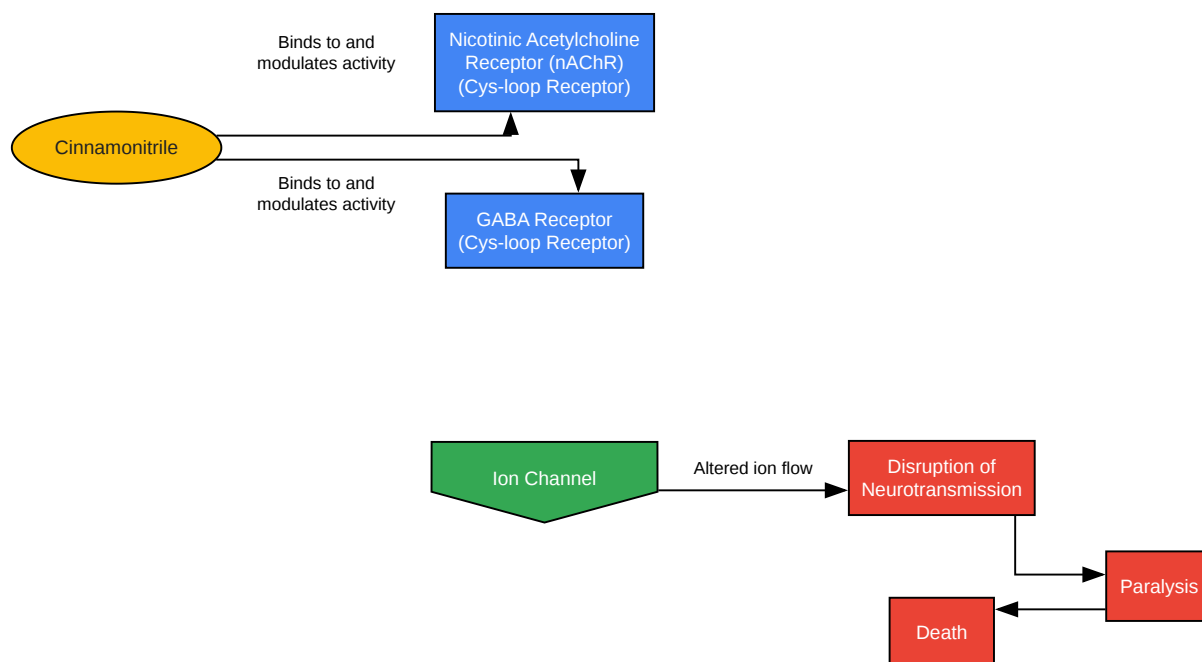 Binds to and
modulates activity
Nicotinic Acetylcholine
Receptor (nAChR)
(Cys-loop Receptor)
Cinnamonitrile
Binds to and
modulates activity
GABA Receptor
(Cys-loop Receptor)
Ion Channel
Altered ion flow
Disruption of
Neurotransmission
Paralysis
Death